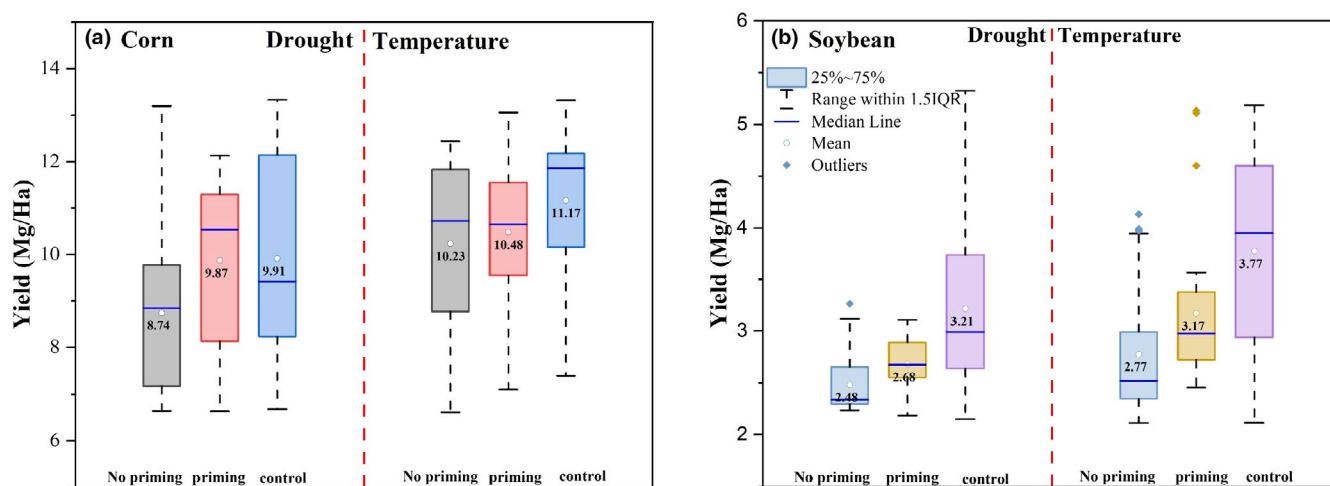 (a) Corn Drought Temperature
Yield (Mg/Ha)
14
12
10
8
6
8.74
9.87
9.91
10.23
10.48
11.17
No priming priming control No priming priming control
(b) Soybean Drought Temperature
25%~75%
Range within 1.5IQR
Median Line
Mean
Outliers
Yield (Mg/Ha)
6
5
4
3
2
2.48
2.68
3.21
2.77
3.17
3.77
No priming priming control No priming priming control